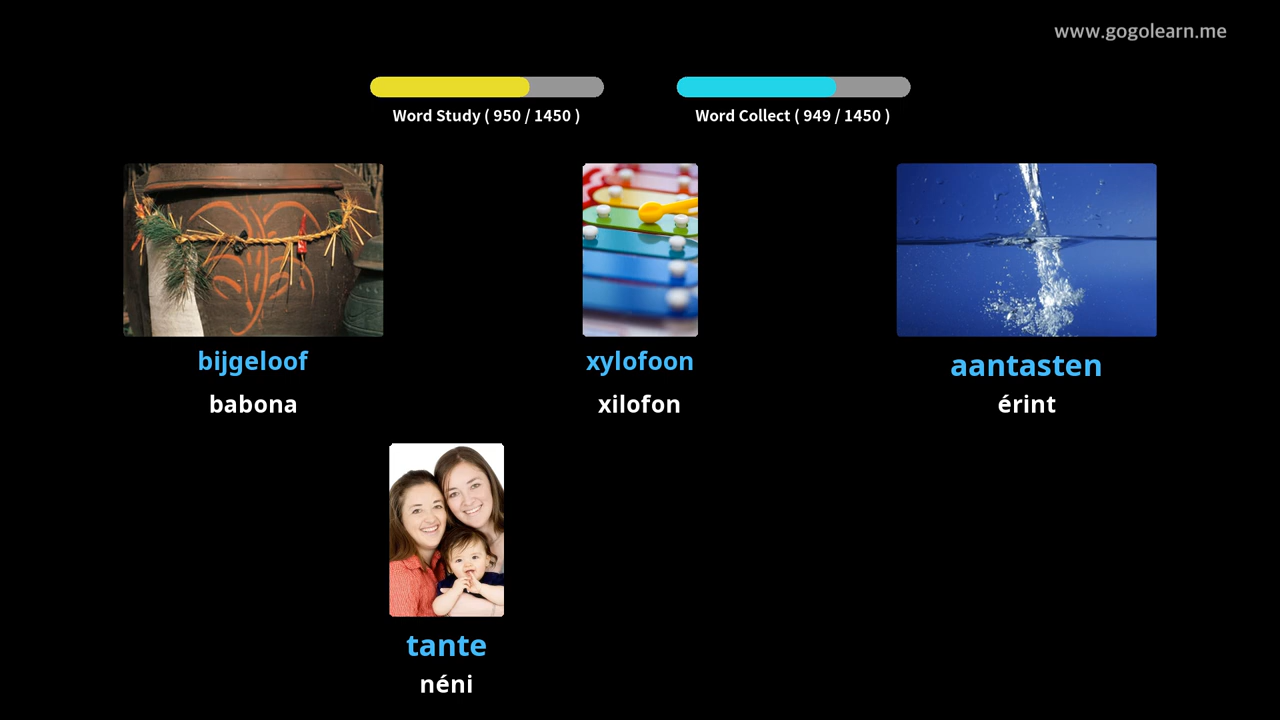 www.gogolearn.me
Word Study ( 950 / 1450 )
Word Collect ( 949 / 1450 )
bijgeloof
babona
xylofoon
xilofon
aantasten
érint
tante
néni